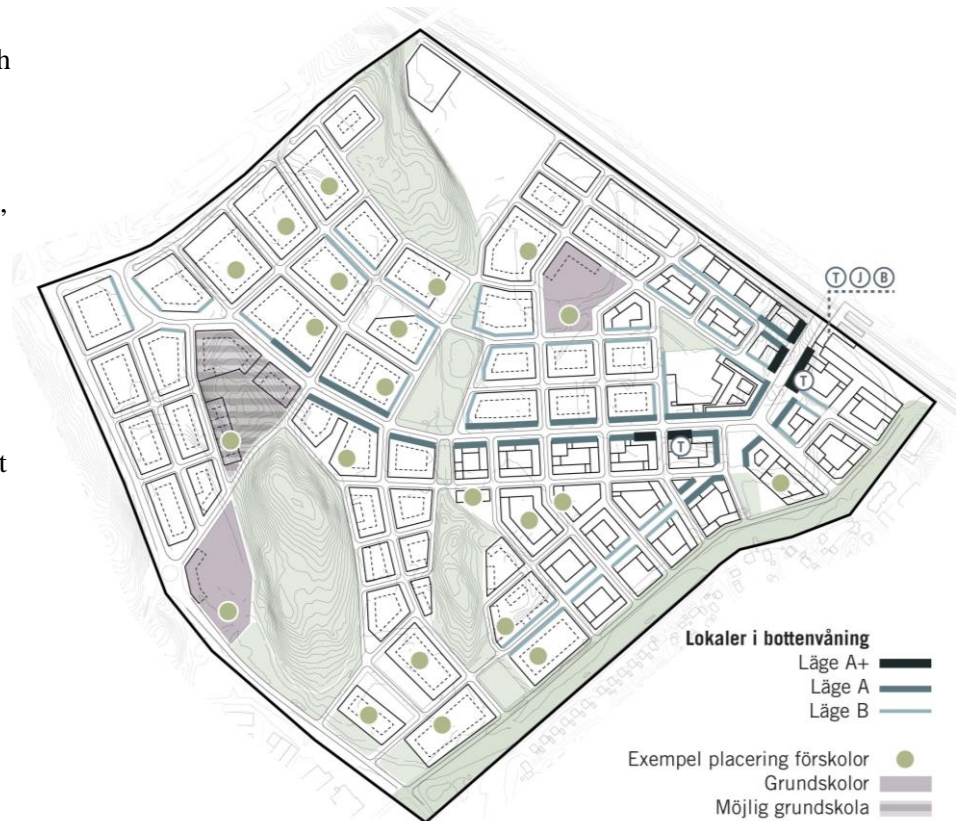 h
,
t
T J B
T
T
Lokaler i bottenvåning
Läge A+
Läge A
Läge B
Exempel placering förskolor
Grundskolor
Möjlig grundskola